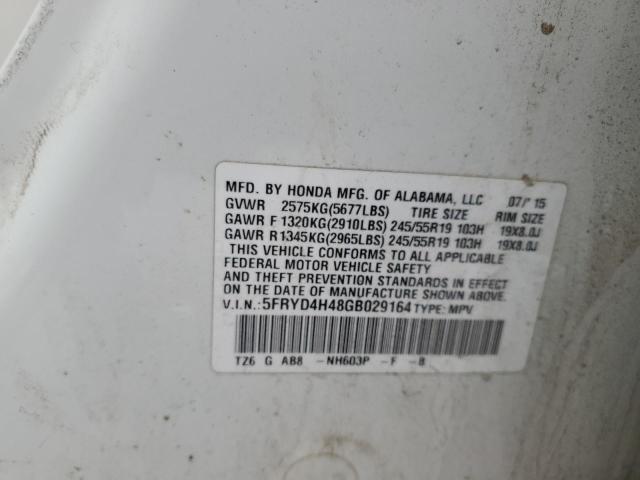 MFD. BY HONDA MFG. OF ALABAMA, LLC 07/'15
GVWR 2575KG(5677LBS) TIRE SIZE RIM SIZE
GAWR F 1320KG(2910LBS) 245/55R19 103H 19X8.0J
GAWR R 1345KG(2965LBS) 245/55R19 103H 19X8.0J
THIS VEHICLE CONFORMS TO ALL APPLICABLE
FEDERAL MOTOR VEHICLE SAFETY
AND THEFT PREVENTION STANDARDS IN EFFECT
ON THE DATE OF MANUFACTURE SHOWN ABOVE.
V.I.N.:5FRYD4H48GB029164 TYPE: MPV
TZ6 G AB8 -NH603P -F -B